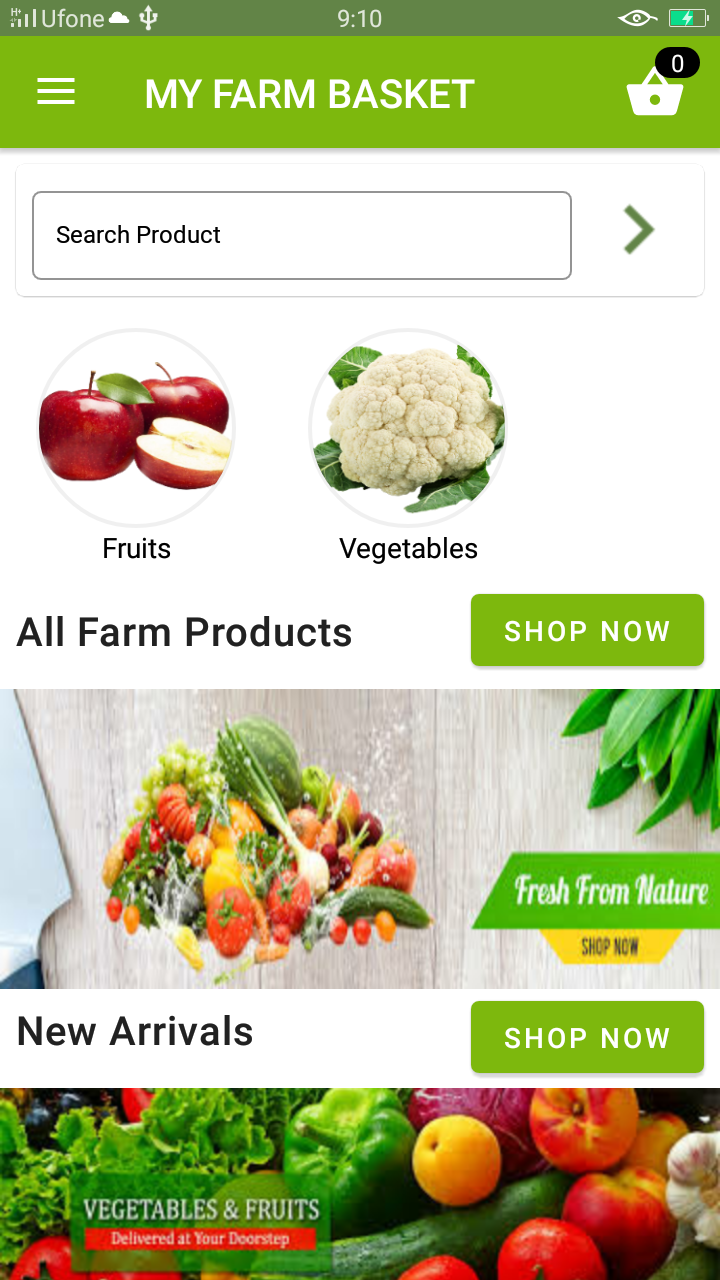 Ufone 9:10
0
MY FARM BASKET
Search Product
Fruits Vegetables
All Farm Products SHOP NOW
Fresh From Nature
SHOP NOW
New Arrivals SHOP NOW
VEGETABLES & FRUITS
Delivered at Your Doorstep